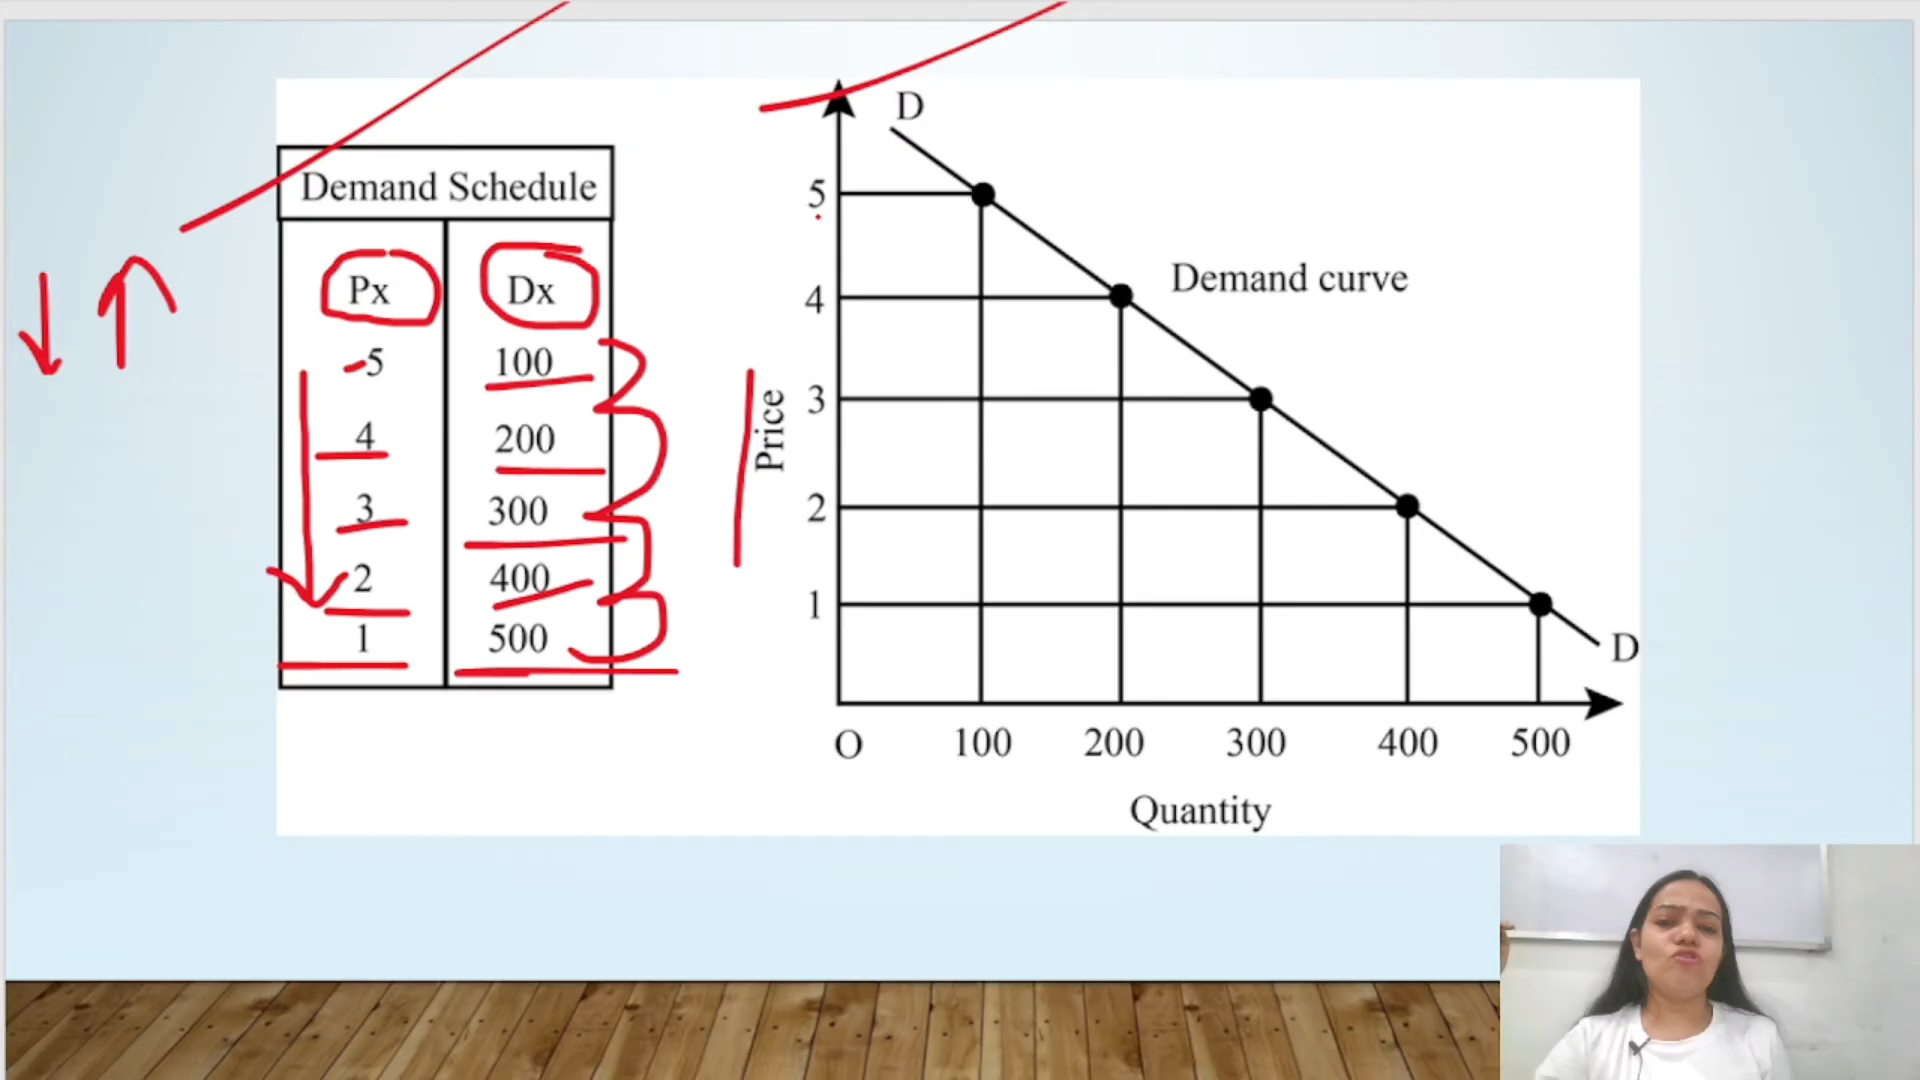 Demand Schedule
Px Dx
5 100
4 200
3 300
2 400
1 500
D
5
4
3
2
1
Price
Demand curve
D
O 100 200 300 400 500
Quantity